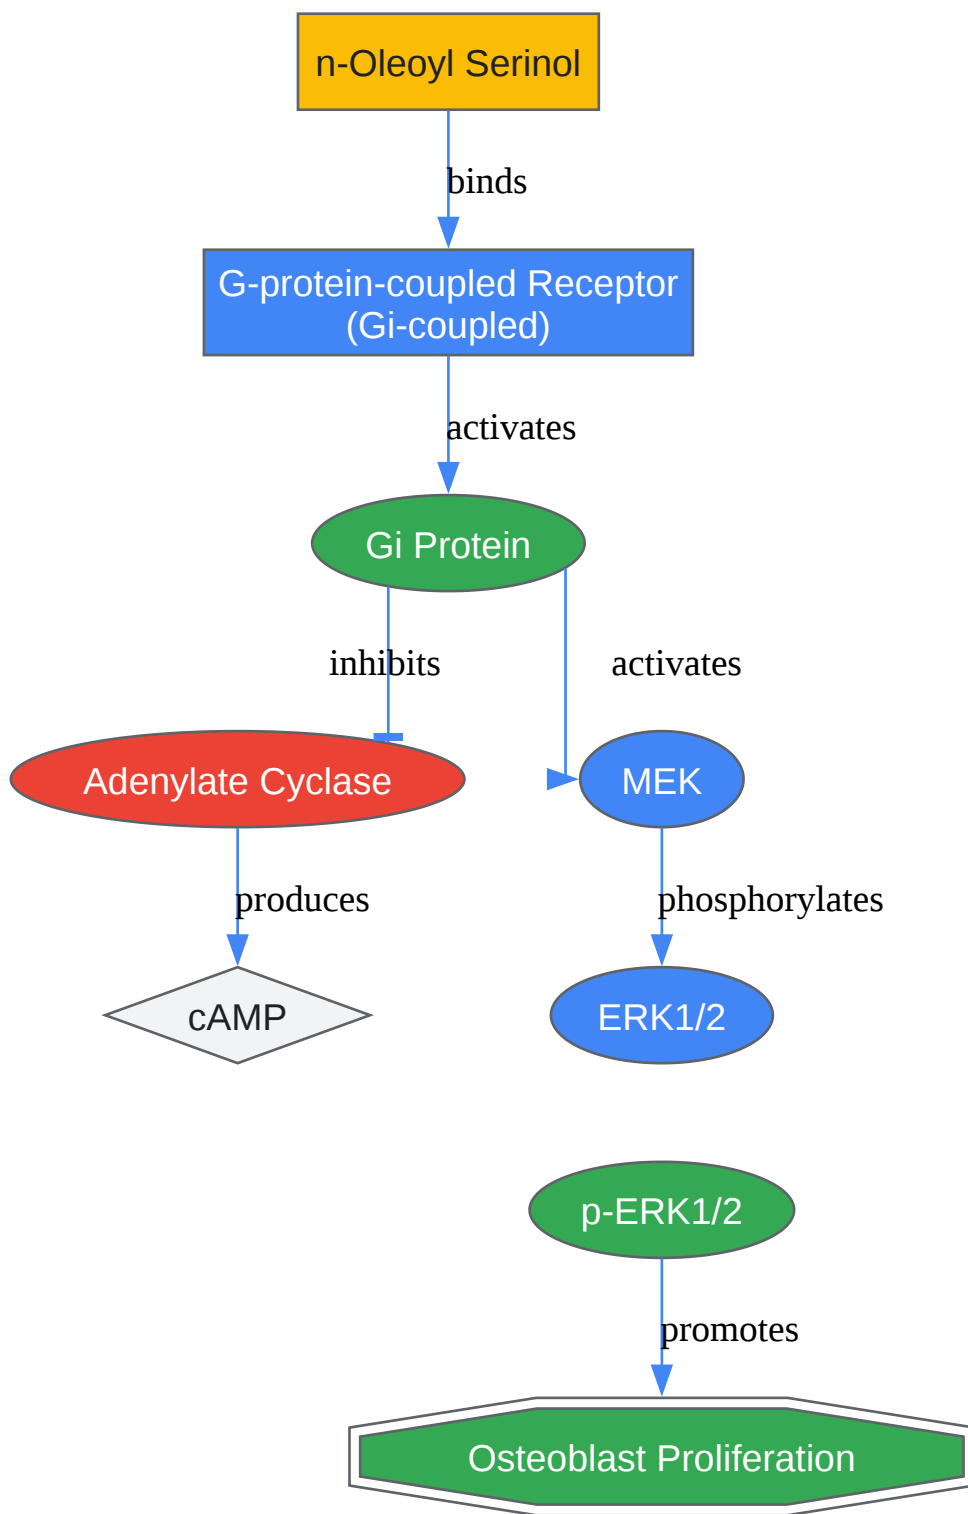 n-Oleoyl Serinol
binds
G-protein-coupled Receptor
(Gi-coupled)
activates
Gi Protein
inhibits
activates
Adenylate Cyclase
MEK
produces
phosphorylates
cAMP
ERK1/2
p-ERK1/2
promotes
Osteoblast Proliferation